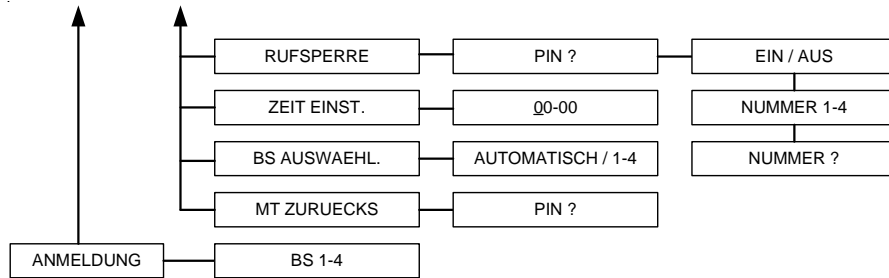 RUFSPERRE PIN ? EIN / AUS
ZEIT EINST. 00-00 NUMMER 1-4
BS AUSWAEHL. AUTOMATISCH / 1-4 NUMMER ?
MT ZURUECKS PIN ?
ANMELDUNG BS 1-4